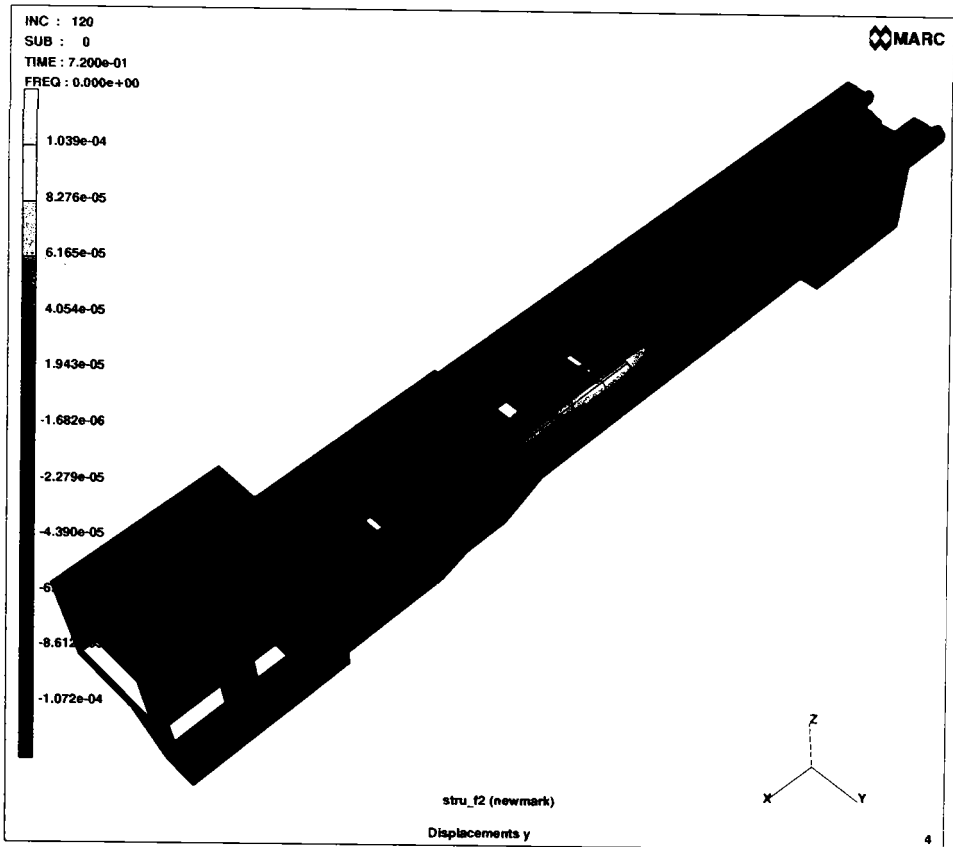 INC : 120
SUB : 0
TIME : 7.200e-01
FREQ : 0.000e+00
MARC
1.039e-04
8.276e-05
6.165e-05
4.054e-05
1.943e-05
-1.682e-06
-2.279e-05
-4.390e-05
-8.612
-1.072e-04
Z
X
Y
stru_f2 (newmark)
Displacements y
4